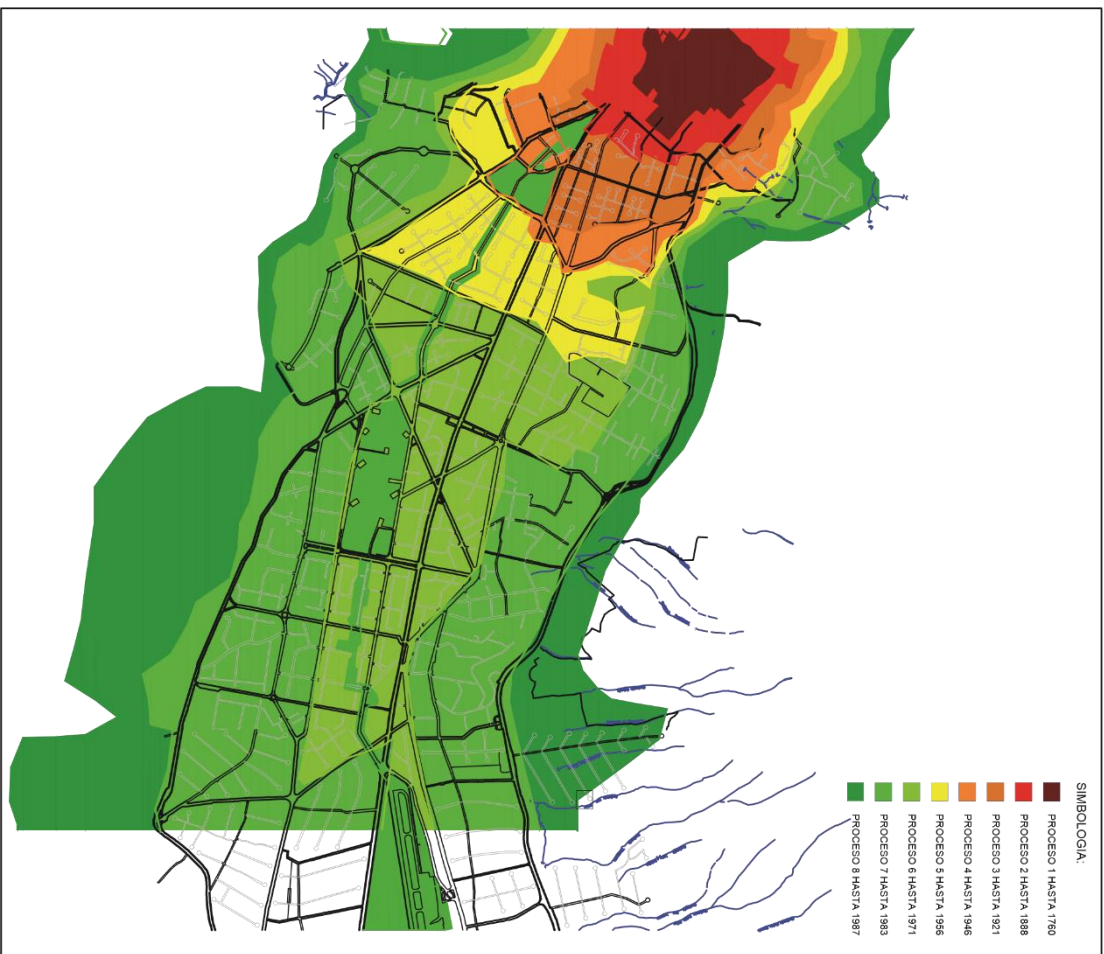 SIMBOLOGIA:
PROCESO 1 HASTA 1760
PROCESO 2 HASTA 1888
PROCESO 3 HASTA 1921
PROCESO 4 HASTA 1946
PROCESO 5 HASTA 1956
PROCESO 6 HASTA 1971
PROCESO 7 HASTA 1983
PROCESO 8 HASTA 1987